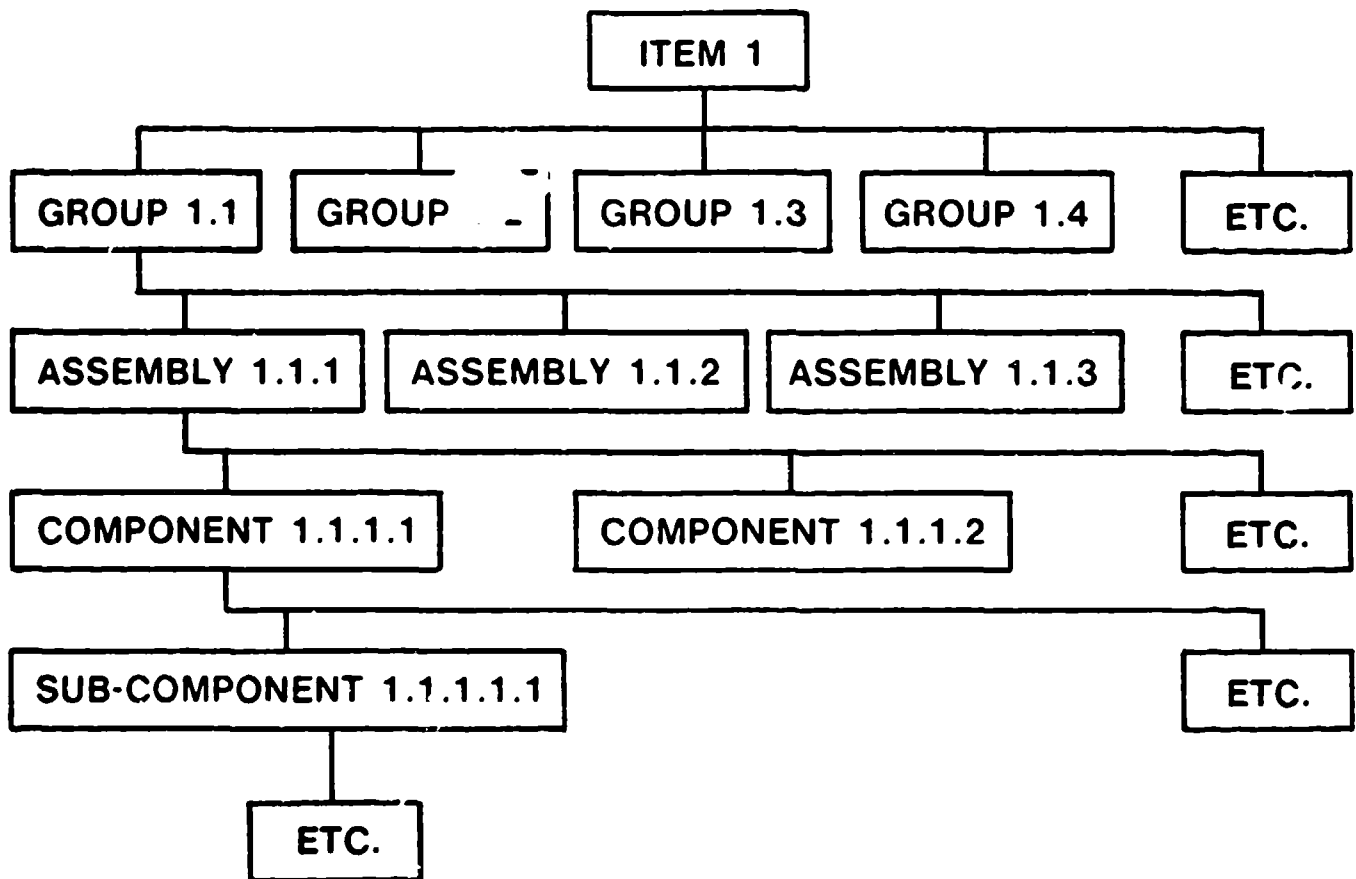 ITEM 1
GROUP 1.1
GROUP
GROUP 1.3
GROUP 1.4
ETC.
ASSEMBLY 1.1.1
ASSEMBLY 1.1.2
ASSEMBLY 1.1.3
ETC.
COMPONENT 1.1.1.1
COMPONENT 1.1.1.2
ETC.
SUB-COMPONENT 1.1.1.1.1
ETC.
ETC.